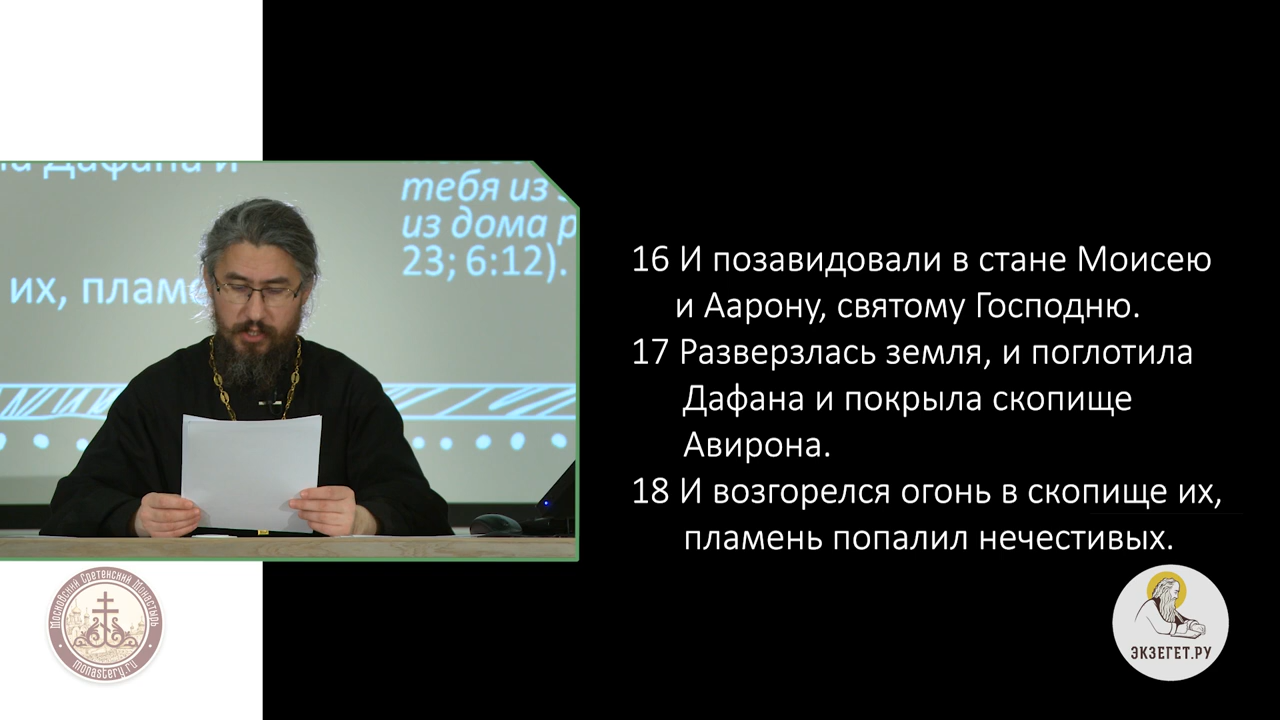 на Дафана и
тебя из
из дома р
23; 6:12).
их, плам
16 И позавидовали в стане Моисею
и Аарону, святому Господню.
17 Разверзлась земля, и поглотила
Дафана и покрыла скопище
Авирона.
18 И возгорелся огонь в скопище их,
пламень попалил нечестивых.
Московский Сретенский Монастырь
monastery.ru
ЭКЗЕГЕТ.РУ